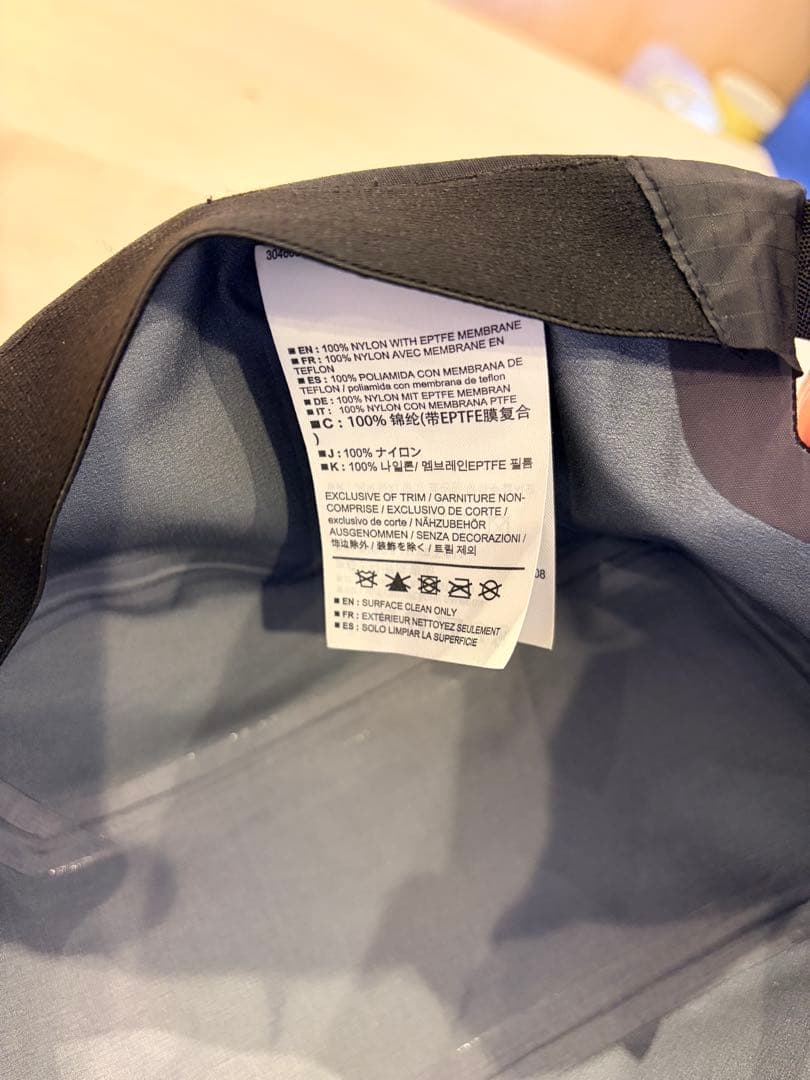 ■ EN : 100% NYLON WITH EPTFE MEMBRANE
■ FR : 100% NYLON AVEC MEMBRANE EN
TEFLON
■ ES : 100% POLIAMIDA CON MEMBRANA DE
TEFLON / poliamida con membrana de teflon
■ DE : 100% NYLON MIT EPTFE MEMBRAN
■ IT : 100% NYLON CON MEMBRANA PTFE
■ C : 100% 锦纶(带EPTFE膜复合
)
■ J : 100% ナイロン
■ K : 100% 나일론/ 멤브레인EPTFE 필름
EXCLUSIVE OF TRIM / GARNITURE NON-
COMPRISE / EXCLUSIVO DE CORTE /
exclusivo de corte / NÄHZUBEHÖR
AUSGENOMMEN / SENZA DECORAZIONI /
饰边除外 / 装飾を除く / 트림 제외
08
■ EN : SURFACE CLEAN ONLY
■ FR : EXTÉRIEUR NETTOYEZ SEULEMENT
■ ES : SOLO LIMPIAR LA SUPERFICIE